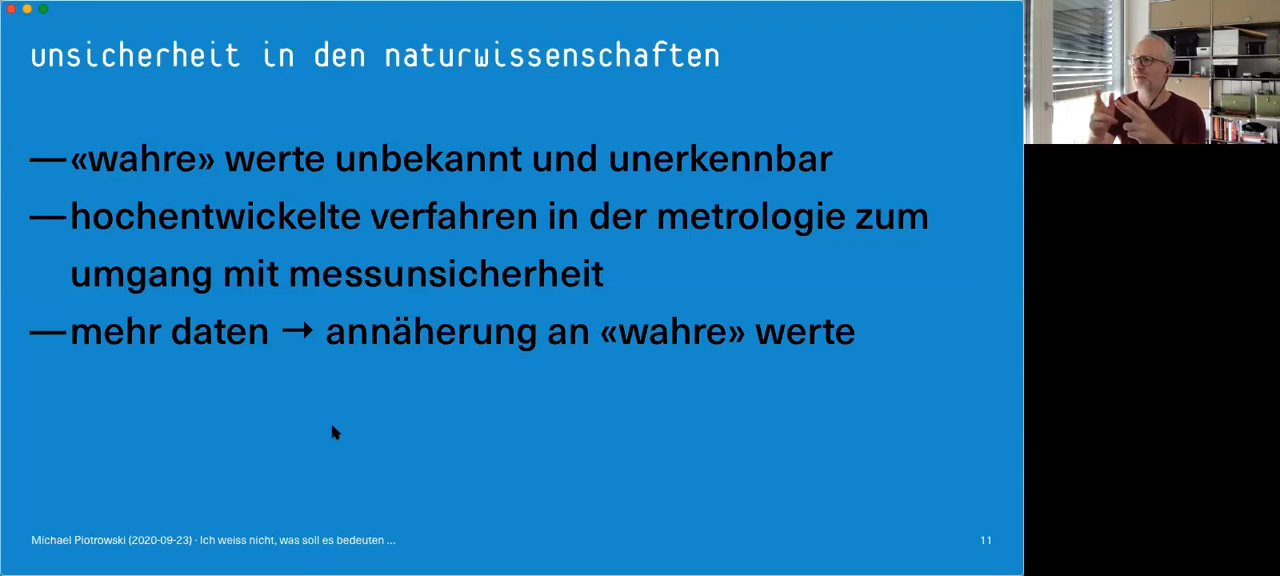 unsicherheit in den naturwissenschaften
—«wahre» werte unbekannt und unerkennbar
—hochentwickelte verfahren in der metrologie zum
umgang mit messunsicherheit
—mehr daten → annäherung an «wahre» werte
Michael Piotrowski (2020-09-23) · Ich weiss nicht, was soll es bedeuten ...
11